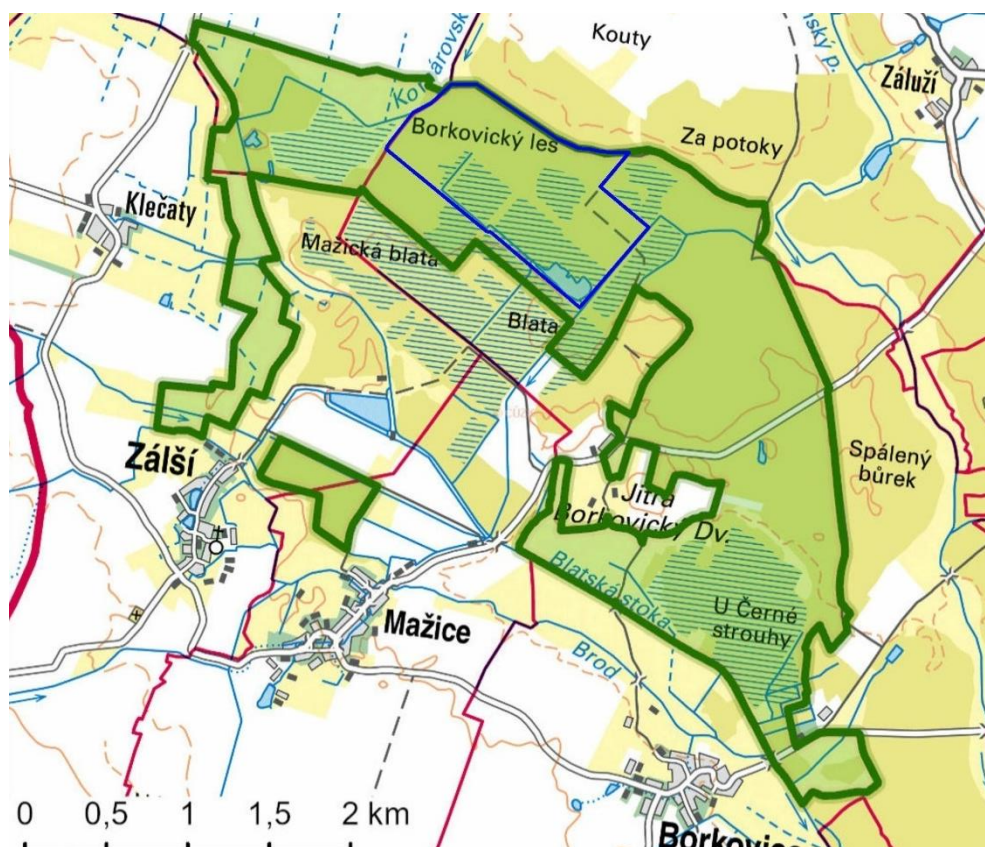 Kouty
Záluží
Borkovický les
Za potoky
Klečaty
Mažická blata
Blata
Spálený
bůrek
Zálší
Jitra
Borkovický Dv.
Blatská stoka
U Černé
strouhy
Mažice
Brod
0 0,5 1 1,5 2 km